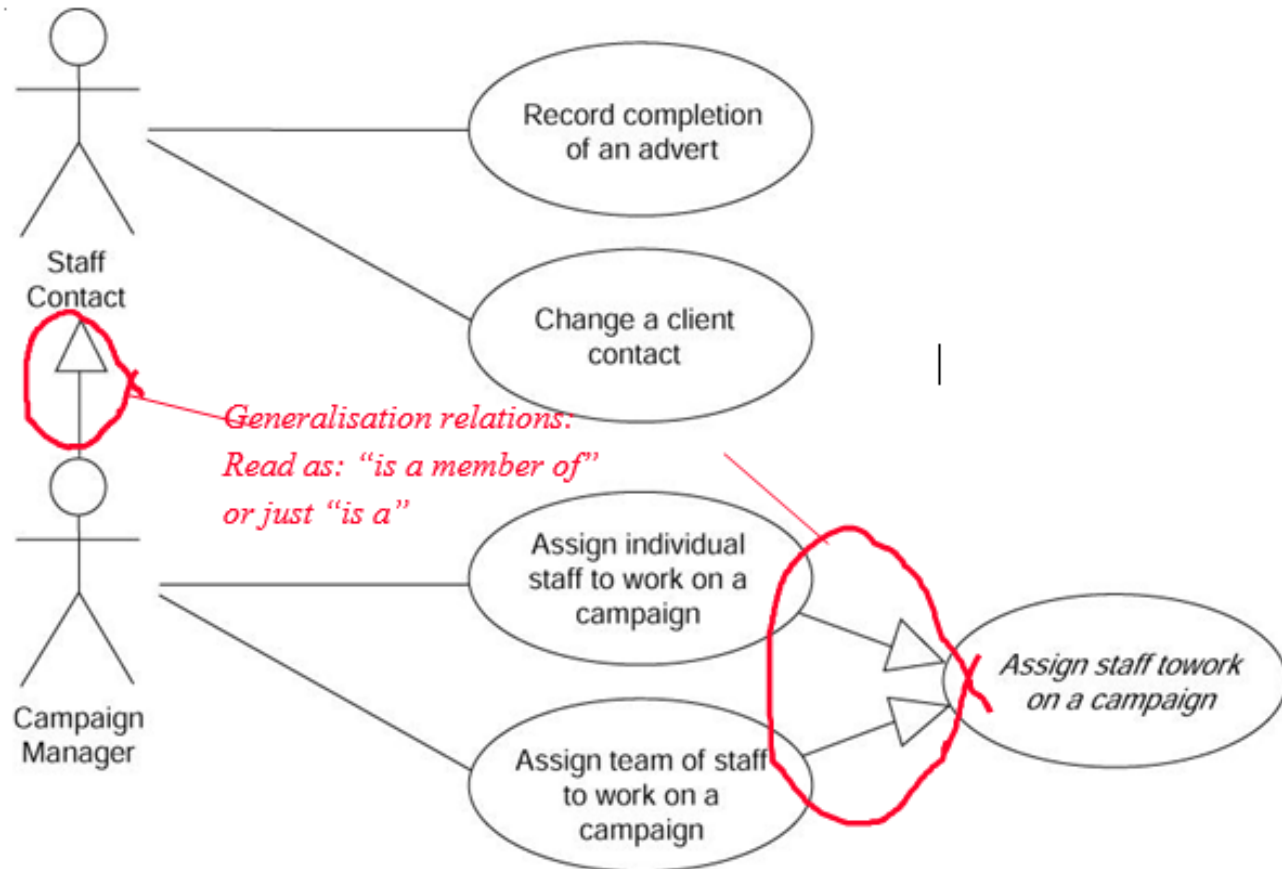 Record completion
of an advert
Staff
Contact
Change a client
contact
Generalisation relations:
Read as: “is a member of”
or just “is a”
Assign individual
staff to work on a
campaign
Assign staff towork
on a campaign
Campaign
Manager
Assign team of staff
to work on a
campaign